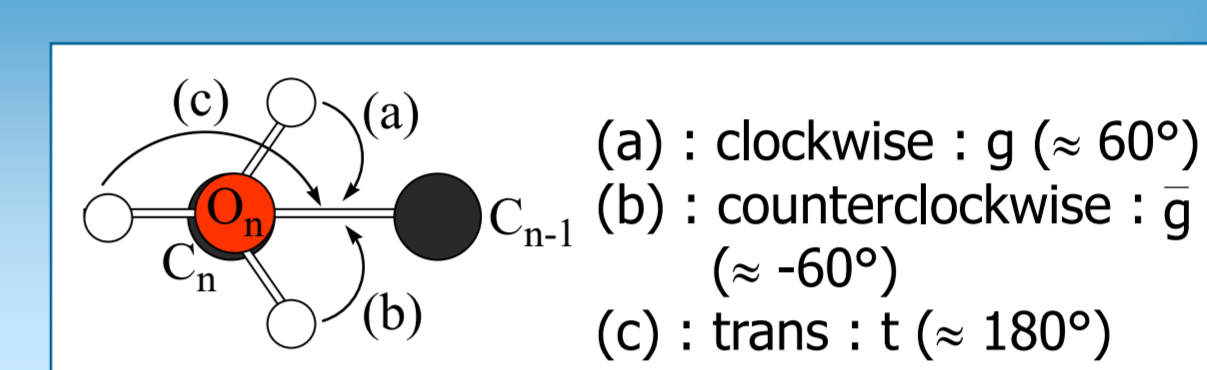 (c)
(a)
Oₙ
Cₙ
Cₙ₋₁
(b)
(a) : clockwise : g (≈ 60°)
(b) : counterclockwise : g̅
(≈ -60°)
(c) : trans : t (≈ 180°)